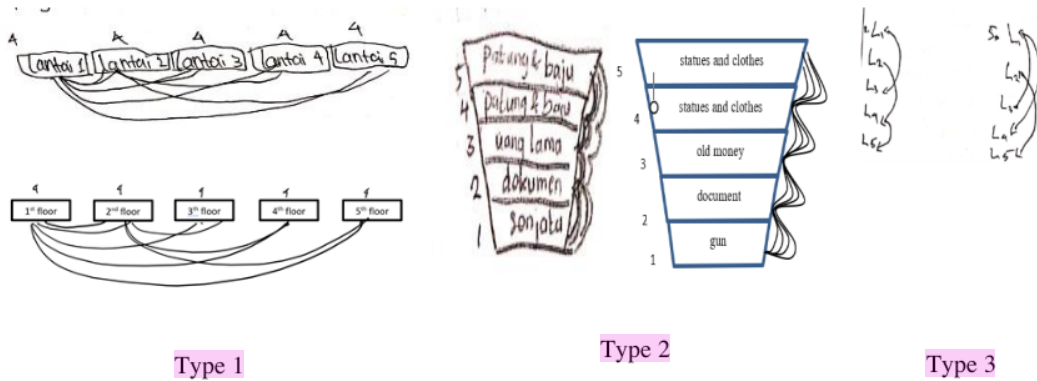 4 4 4 4 4
Lantai 1 Lantai 2 Lantai 3 Lantai 4 Lantai 5
1st floor 2nd floor 3th floor 4th floor 5th floor
Type 1
5 patung & baju
4 patung & baju
3 uang lama
2 dokumen
1 senjata
5 statues and clothes
4 statues and clothes
3 old money
2 document
1 gun
Type 2
L1
L2
L3
L4
L5
5. L1
L2
L3
L4
L5
Type 3